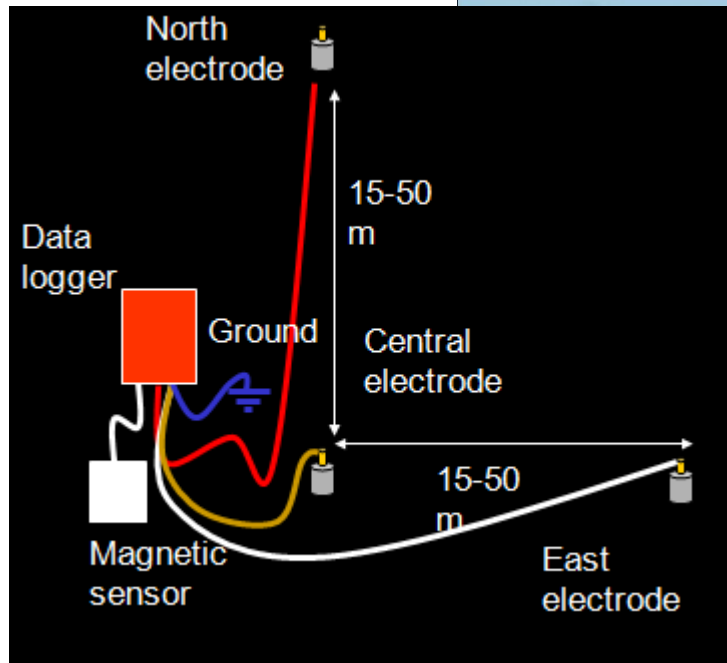 North
electrode
15-50
m
Data
logger
Ground
Central
electrode
15-50
m
Magnetic
sensor
East
electrode